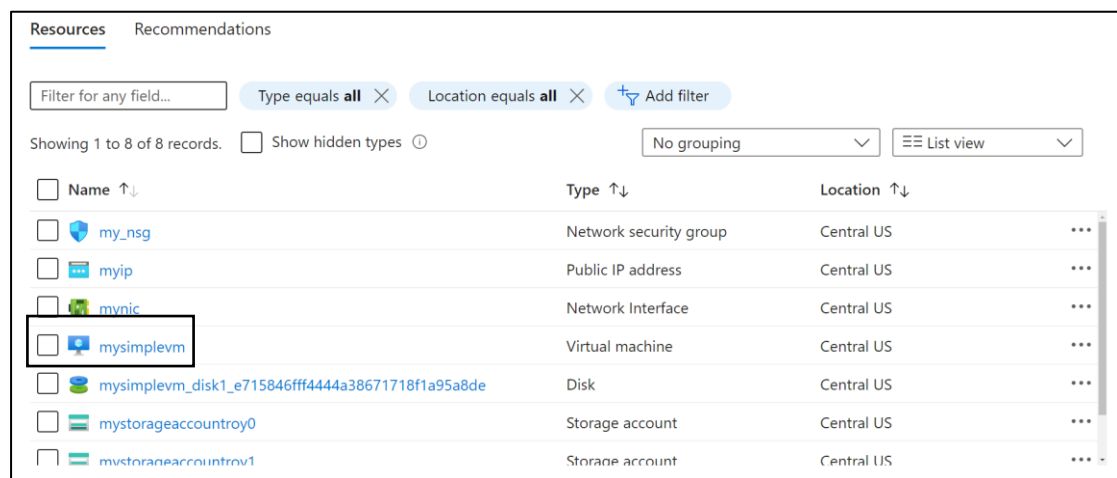 Resources Recommendations
Filter for any field... Type equals all Location equals all Add filter
Showing 1 to 8 of 8 records. Show hidden types No grouping List view
Name Type Location
my_nsg Network security group Central US
myip Public IP address Central US
mynic Network Interface Central US
mysimplevm Virtual machine Central US
mysimplevm_disk1_e715846fff4444a38671718f1a95a8de Disk Central US
mystorageaccountroy0 Storage account Central US
mystorageaccountroy1 Storage account Central US